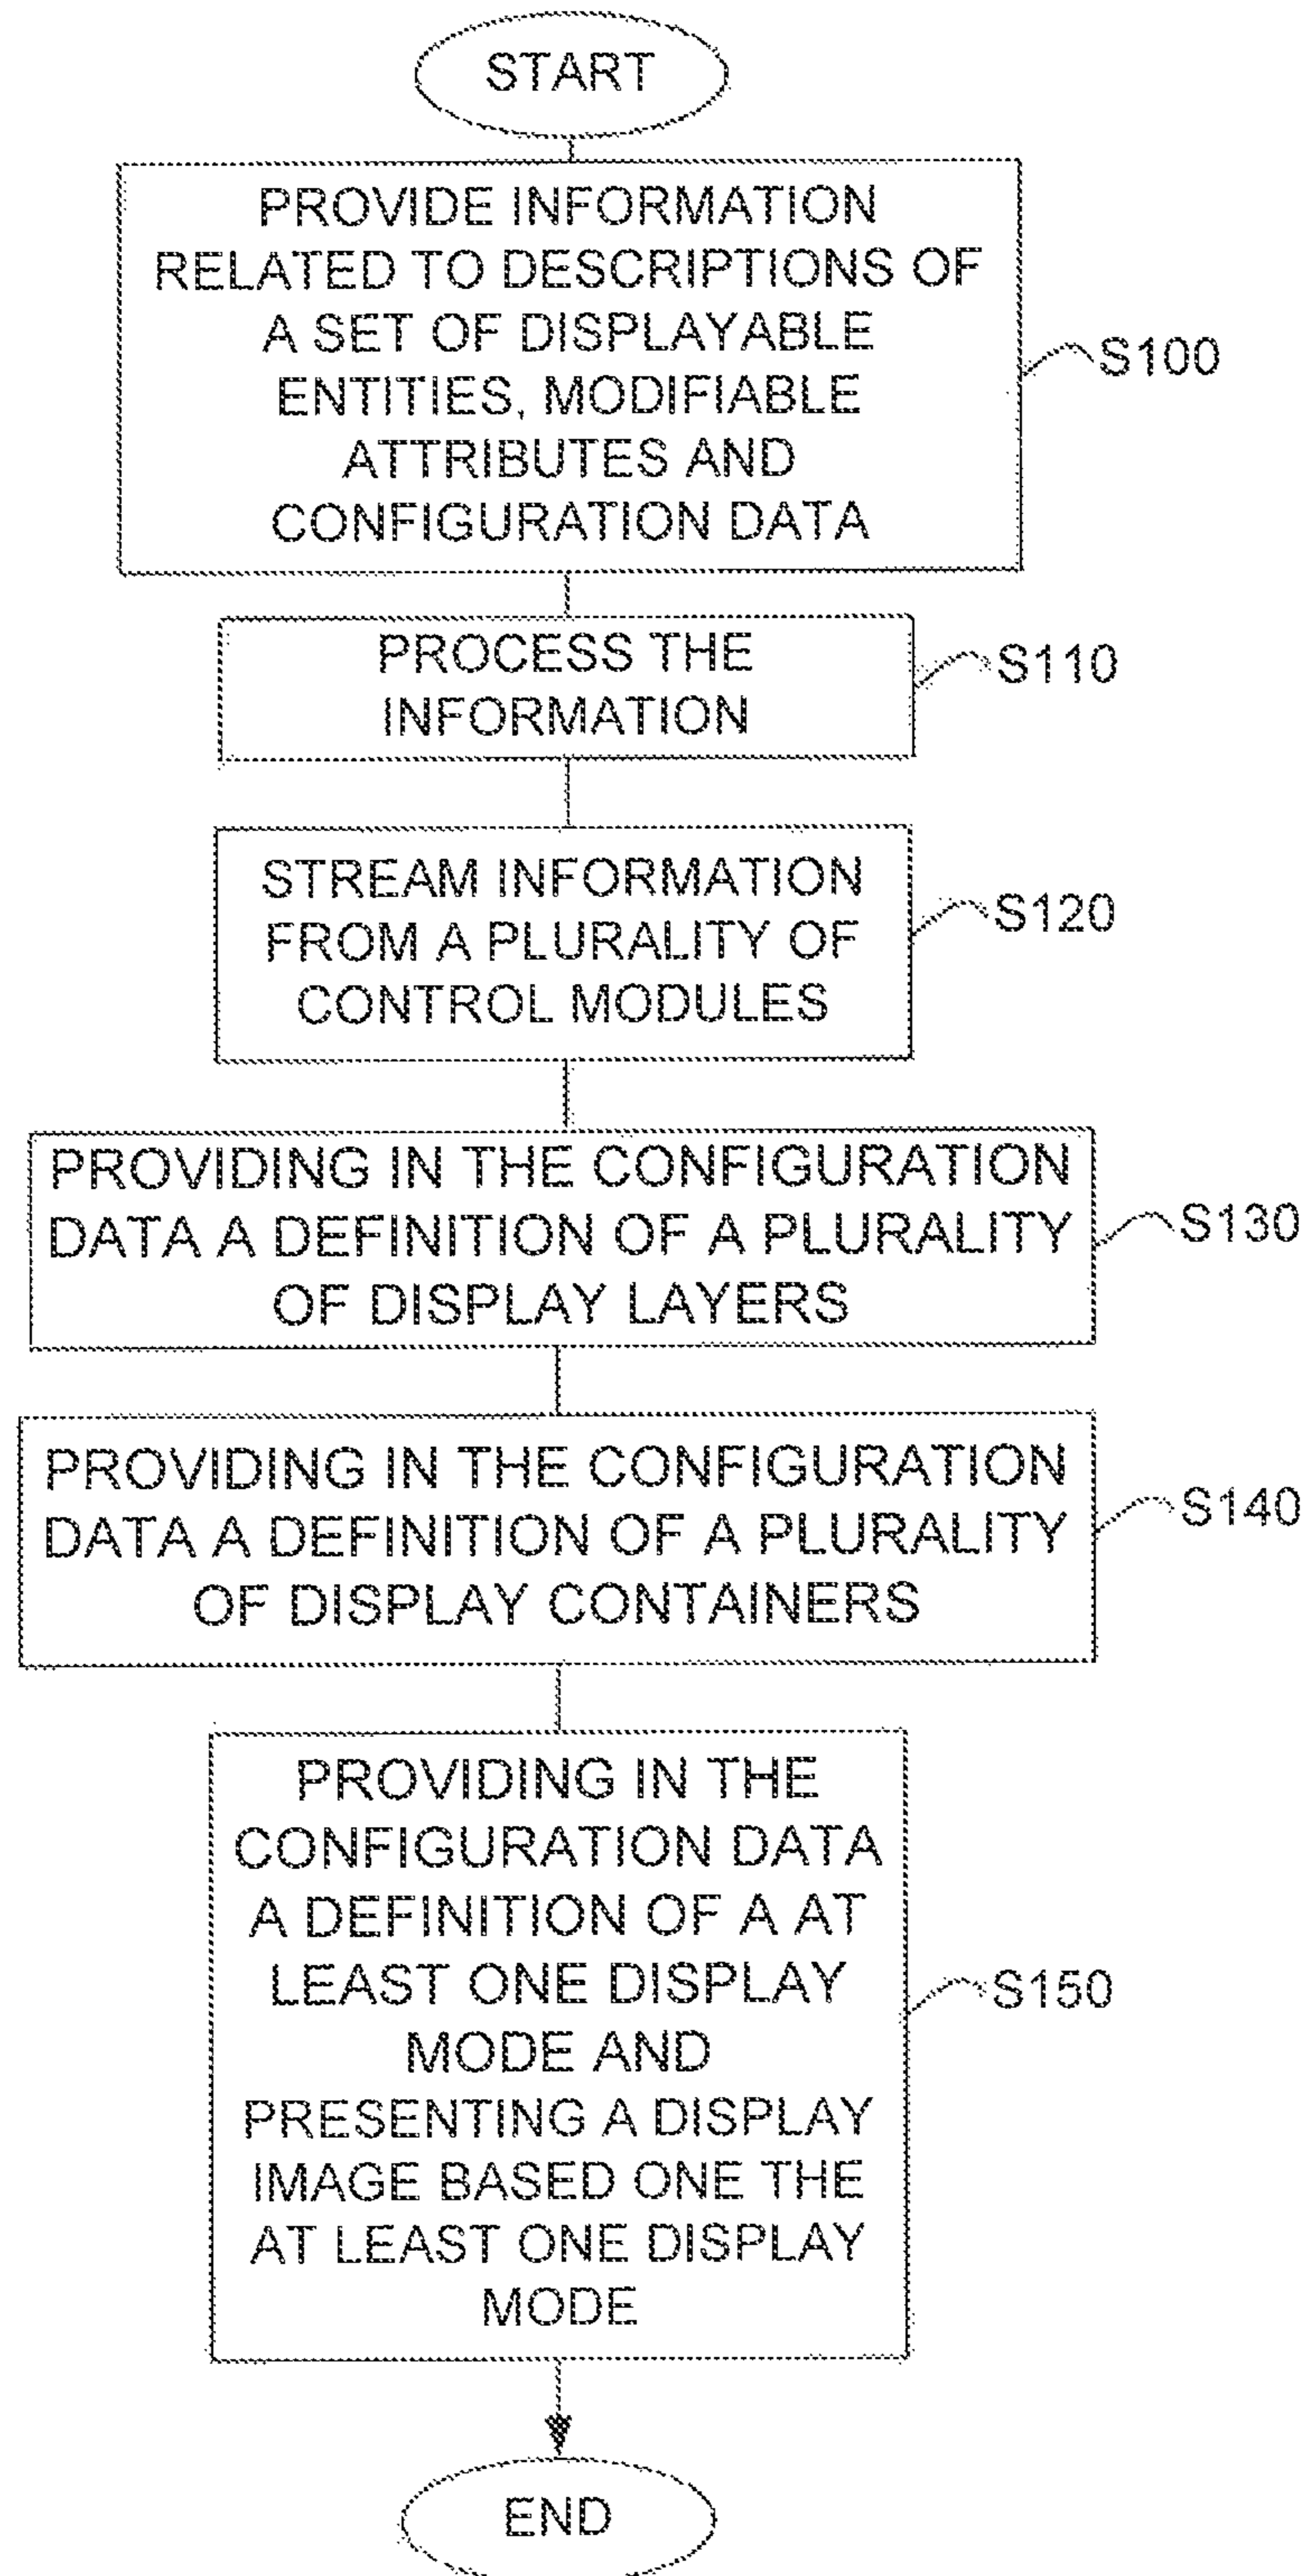 START
PROVIDE INFORMATION
RELATED TO DESCRIPTIONS OF
A SET OF DISPLAYABLE
ENTITIES, MODIFIABLE
ATTRIBUTES AND
CONFIGURATION DATA
S100
PROCESS THE
INFORMATION
S110
STREAM INFORMATION
FROM A PLURALITY OF
CONTROL MODULES
S120
PROVIDING IN THE CONFIGURATION
DATA A DEFINITION OF A PLURALITY
OF DISPLAY LAYERS
S130
PROVIDING IN THE CONFIGURATION
DATA A DEFINITION OF A PLURALITY
OF DISPLAY CONTAINERS
S140
PROVIDING IN THE
CONFIGURATION DATA
A DEFINITION OF A AT
LEAST ONE DISPLAY
MODE AND
PRESENTING A DISPLAY
IMAGE BASED ONE THE
AT LEAST ONE DISPLAY
MODE
S150
END